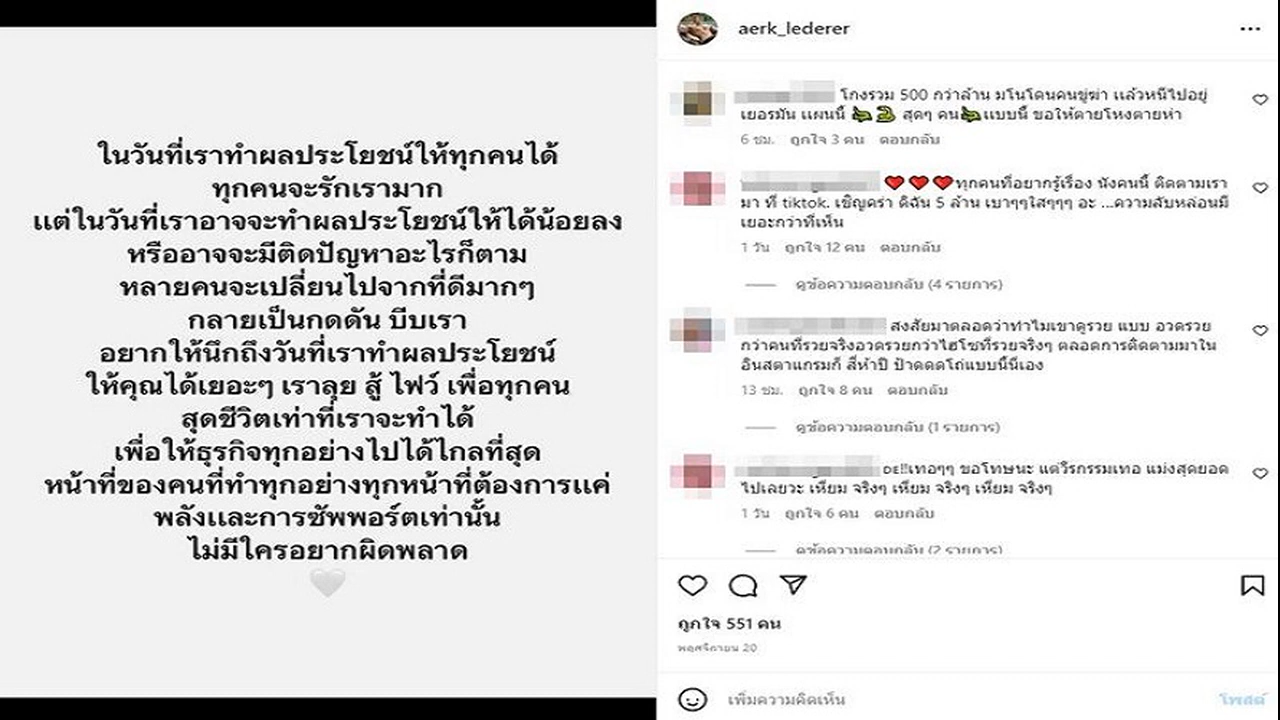 ในวันที่เราทำผลประโยชน์ให้ทุกคนได้
ทุกคนจะรักเรามาก
แต่ในวันที่เราอาจจะทำผลประโยชน์ให้ได้น้อยลง
หรืออาจจะมีติดปัญหาอะไรก็ตาม
หลายคนจะเปลี่ยนไปจากที่ดีมากๆ
กลายเป็นกดดัน บีบเรา
อยากให้นึกถึงวันที่เราทำผลประโยชน์
ให้คุณได้เยอะๆ เราลุย สู้ ไฟว์ เพื่อทุกคน
สุดชีวิตเท่าที่เราจะทำได้
เพื่อให้ธุรกิจทุกอย่างไปได้ไกลที่สุด
หน้าที่ของคนที่ทำทุกอย่างทุกหน้าที่ต้องการแค่
พลังและการซัพพอร์ตเท่านั้น
ไม่มีใครอยากผิดพลาด
🤍
aerk_lederer
โกงรวม 500 กว่าล้าน มโนโดนคนขู่ฆ่า แล้วหนีไปอยู่
เยอรมัน แผนนี้ 🐊🐍 สุดๆ คน🐊แบบนี้ ขอให้ตายโหงตายห่า
6 ชม. ถูกใจ 3 คน ตอบกลับ
❤️❤️❤️ทุกคนที่อยากรู้เรื่อง นังคนนี้ ติดตามเรา
มา ที่ tiktok. เชิญคร่า ดิฉัน 5 ล้าน เบาๆๆใสๆๆๆ อะ ...ความลับหล่อนมี
เยอะกว่าที่เห็น
1 วัน ถูกใจ 12 คน ตอบกลับ
ดูข้อความตอบกลับ (4 รายการ)
สงสัยมาตลอดว่าทำไมเขาดูรวย แบบ อวดรวย
กว่าคนที่รวยจริงอวดรวยกว่าไฮโซที่รวยจริงๆ ตลอดการติดตามมาใน
อินสตาแกรมก็ สี่ห้าปี ป้าดดดโถ่แบบนี้นี่เอง
13 ชม. ถูกใจ 8 คน ตอบกลับ
ดูข้อความตอบกลับ (1 รายการ)
DE!!เทอๆๆ ขอโทษนะ แต่วีรกรรมเทอ แม่งสุดยอด
ไปเลยวะ เหี้ยม จริงๆ เหี้ยม จริงๆ เหี้ยม จริงๆ
1 วัน ถูกใจ 6 คน ตอบกลับ
ดูข้อความตอบกลับ (2 รายการ)
ถูกใจ 551 คน
พฤศจิกายน 20
เพิ่มความคิดเห็น
โพสต์